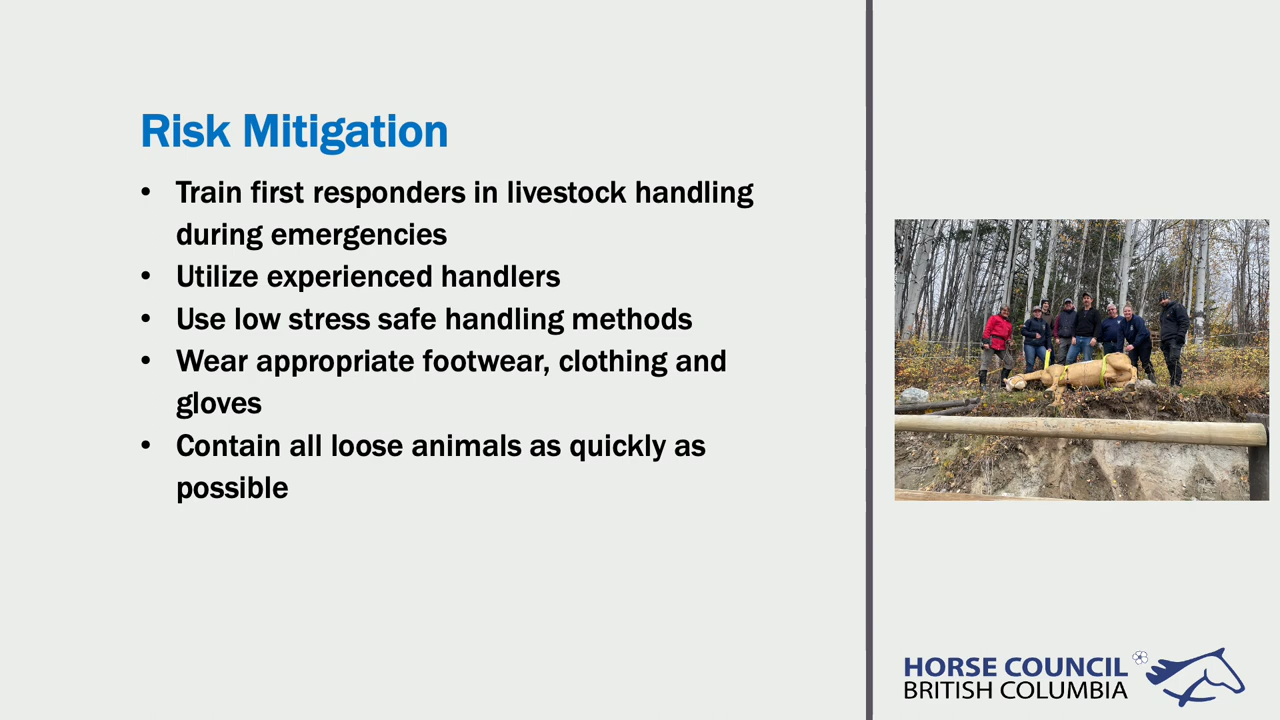 Risk Mitigation
• Train first responders in livestock handling
during emergencies
• Utilize experienced handlers
• Use low stress safe handling methods
• Wear appropriate footwear, clothing and
gloves
• Contain all loose animals as quickly as
possible
HORSE COUNCIL
BRITISH COLUMBIA